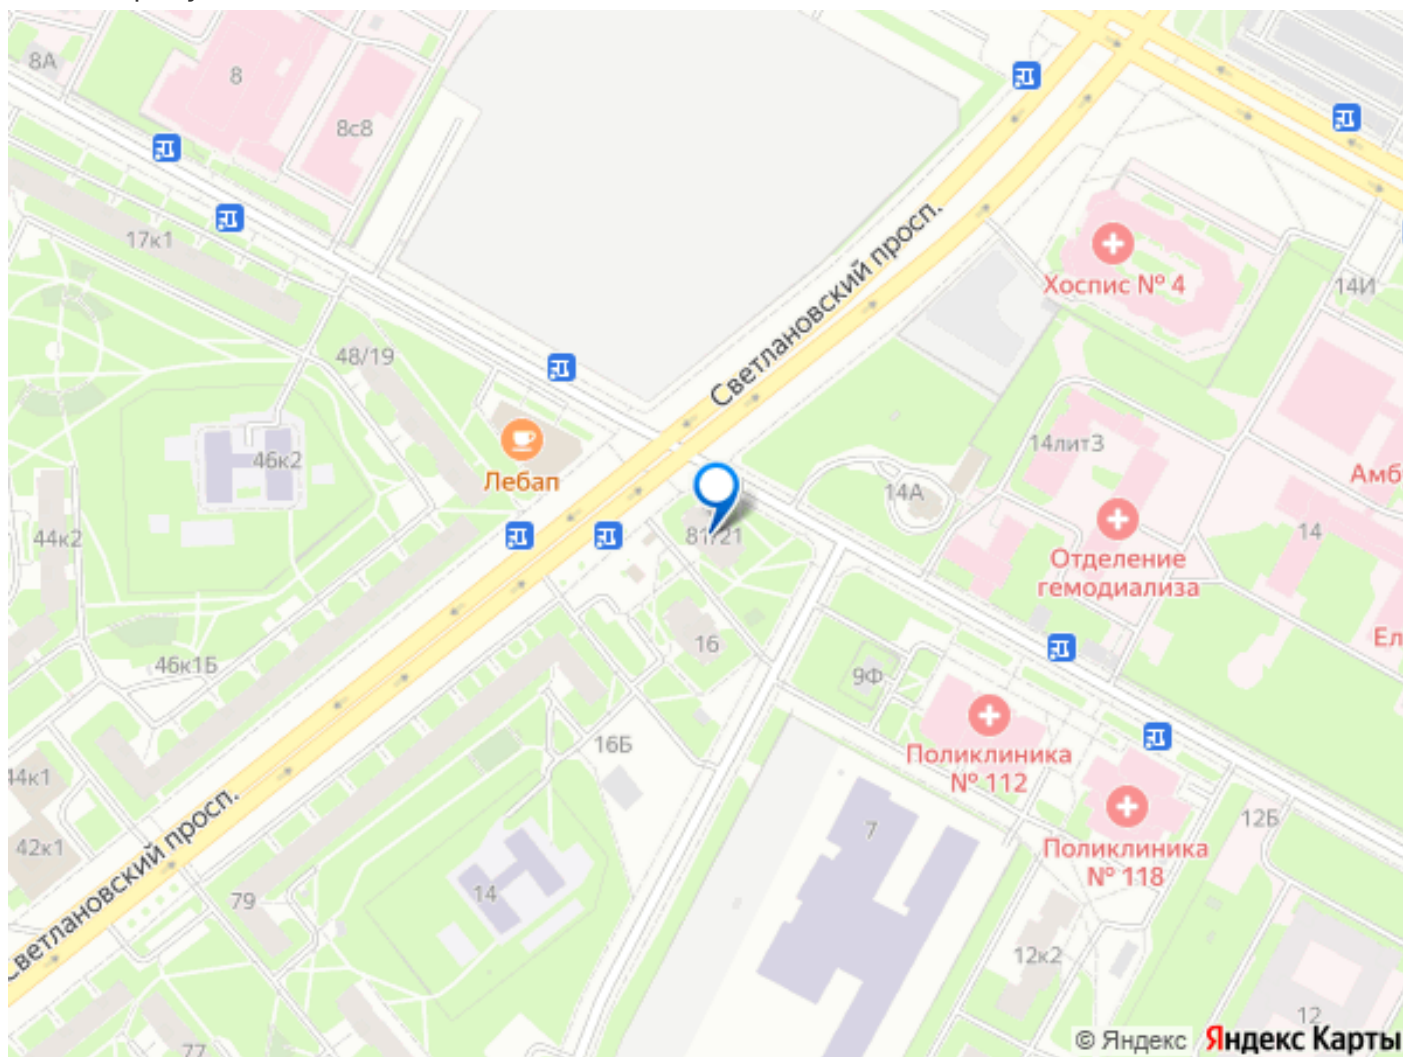 8А
8
8с8
17к1
Светлановский просп.
Хоспис № 4
14И
48/19
14лит3
Лебап
46к2
14А
Амб
44к2
81/21
14
Отделение
гемодиализа
16
Ел
46к1Б
9Ф
16Б
Поликлиника
№ 112
44к1
12Б
7
42к1
Поликлиника
№ 118
Светлановский просп.
14
79
12к2
12
77
© Яндекс
Яндекс Карты